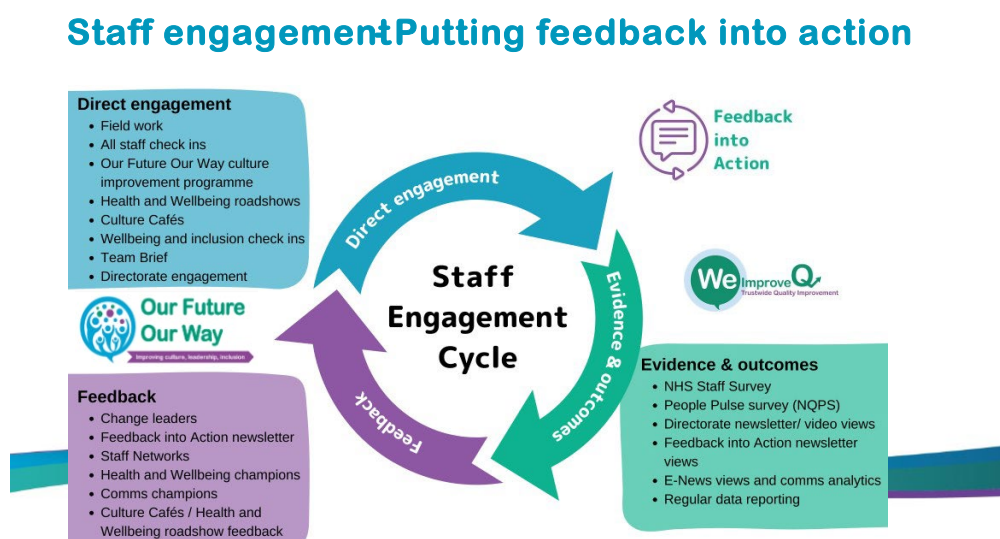 Staff engagement-Putting feedback into action
Direct engagement
• Field work
• All staff check ins
• Our Future Our Way culture
improvement programme
• Health and Wellbeing roadshows
• Culture Cafés
• Wellbeing and inclusion check ins
• Team Brief
• Directorate engagement
Our Future
Our Way
Improving culture, leadership, inclusion
Feedback
• Change leaders
• Feedback into Action newsletter
• Staff Networks
• Health and Wellbeing champions
• Comms champions
• Culture Cafés / Health and
Wellbeing roadshow feedback
Direct engagement
Evidence & outcomes
Feedback
Staff
Engagement
Cycle
Feedback
into
Action
We ImproveQ
Trustwide Quality Improvement
Evidence & outcomes
• NHS Staff Survey
• People Pulse survey (NQPS)
• Directorate newsletter/ video views
• Feedback into Action newsletter
views
• E-News views and comms analytics
• Regular data reporting